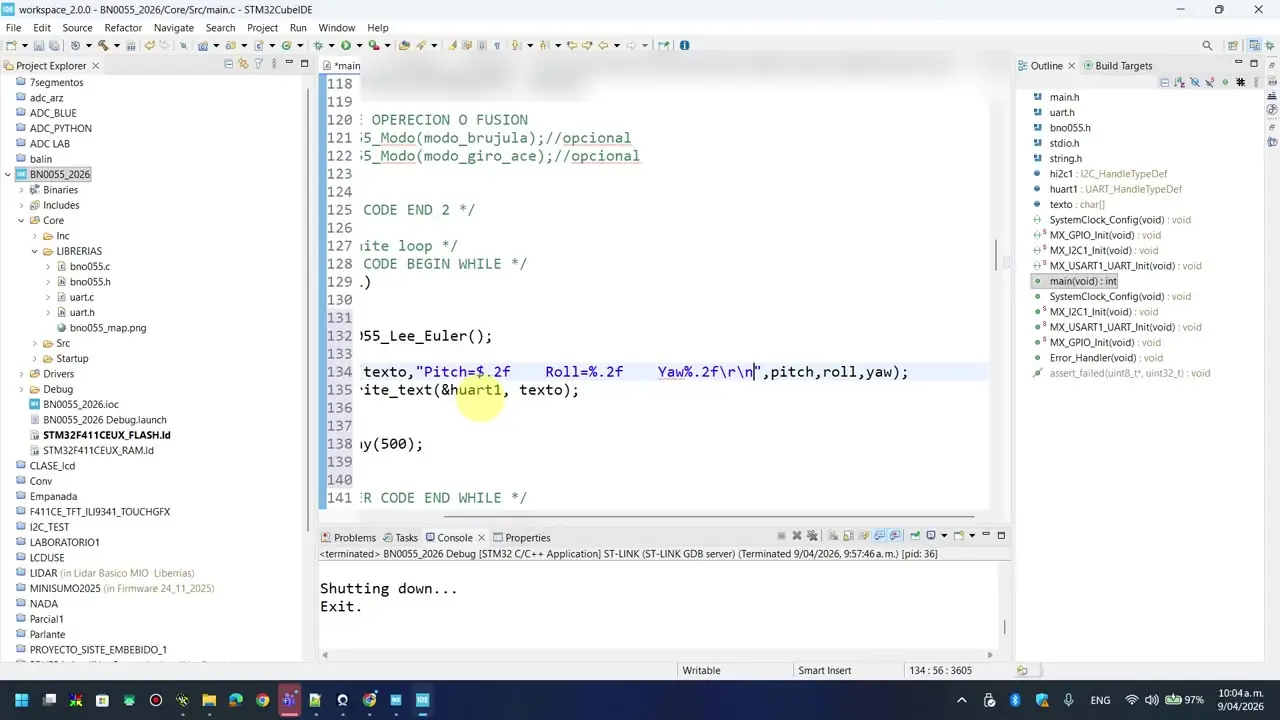 workspace_2.0.0 - BN0055_2026/Core/Src/main.c - STM32CubeIDE
File Edit Source Refactor Navigate Search Project Run Window Help
Project Explorer
7segmentos
adc_arz
ADC_BLUE
ADC_PYTHON
ADC LAB
balin
BN0055_2026
Binaries
Includes
Core
Inc
LIBRERIAS
bno055.c
bno055.h
uart.c
uart.h
bno055_map.png
Src
Startup
Drivers
Debug
BN0055_2026.ioc
BN0055_2026 Debug.launch
STM32F411CEUX_FLASH.ld
STM32F411CEUX_RAM.ld
CLASE_lcd
Conv
Empanada
F411CE_TFT_ILI9341_TOUCHGFX
I2C_TEST
LABORATORIO1
LCDUSE
LIDAR (in Lidar Basico MIO Liberrias)
MINISUMO2025 (in Firmware 24_11_2025)
NADA
Parcial1
Parlante
PROYECTO_SISTE_EMBEBIDO_1
*main
118
119
120 E OPERECION O FUSION
121 55_Modo(modo_brujula);//opcional
122 55_Modo(modo_giro_ace);//opcional
123
124
125 CODE END 2 */
126
127 nite loop */
128 CODE BEGIN WHILE */
129 )
130
131
132 055_Lee_Euler();
133
134 texto,"Pitch=$.2f    Roll=%.2f    Yaw%.2f\r\n",pitch,roll,yaw);
135 rite_text(&huart1, texto);
136
137
138 ay(500);
139
140
141 R CODE END WHILE */
Problems Tasks Console Properties
<terminated> BN0055_2026 Debug [STM32 C/C++ Application] ST-LINK (ST-LINK GDB server) (Terminated 9/04/2026, 9:57:46 a.m.) [pid: 36]
Shutting down...
Exit.
Outline Build Targets
main.h
uart.h
bno055.h
stdio.h
string.h
hi2c1 : I2C_HandleTypeDef
huart1 : UART_HandleTypeDef
texto : char[]
SystemClock_Config(void) : void
MX_GPIO_Init(void) : void
MX_I2C1_Init(void) : void
MX_USART1_UART_Init(void) : void
main(void) : int
SystemClock_Config(void) : void
MX_I2C1_Init(void) : void
MX_USART1_UART_Init(void) : void
MX_GPIO_Init(void) : void
Error_Handler(void) : void
assert_failed(uint8_t*, uint32_t) : void
Writable Smart Insert 134 : 56 : 3605
ENG 97% 10:04 a. m.
9/04/2026